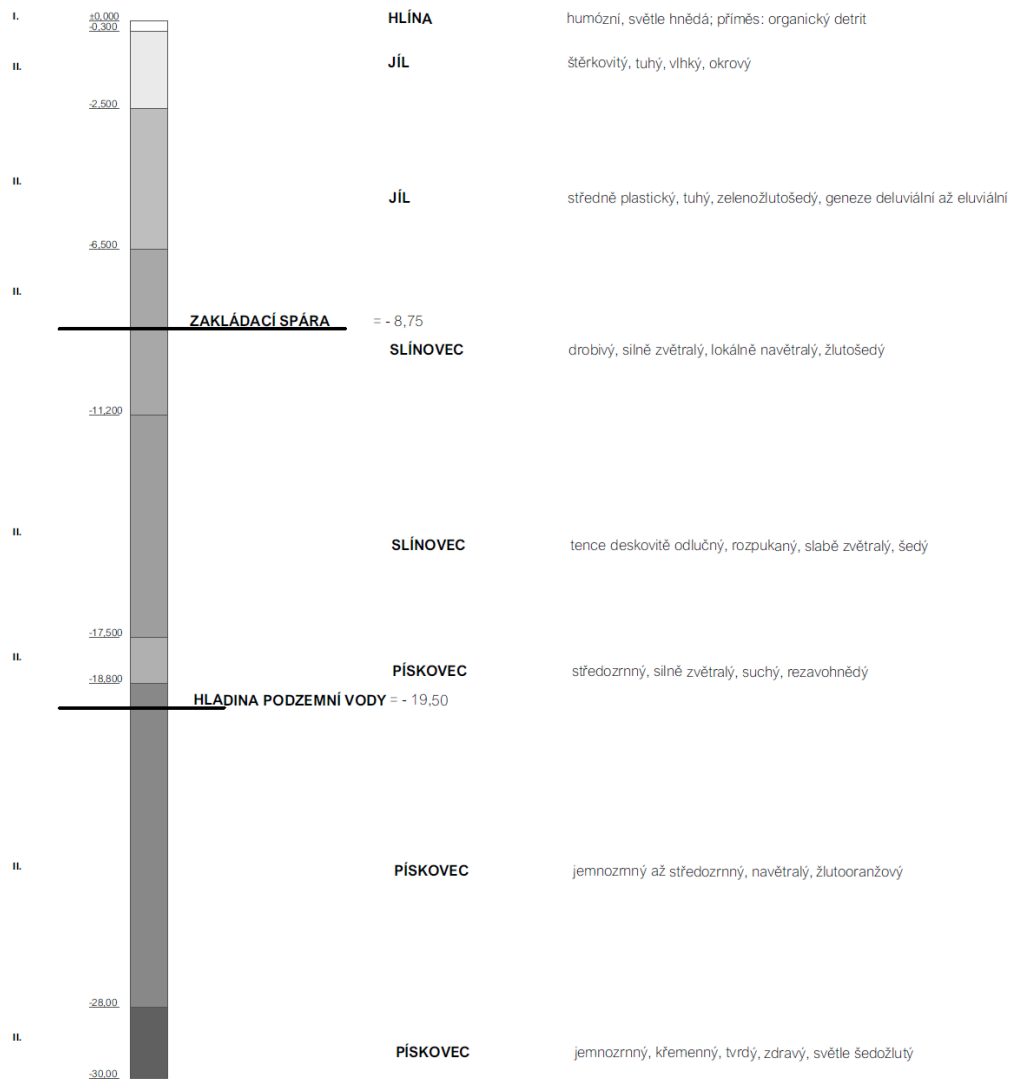 I. ±0,000 HLÍNA humózní, světle hnědá; příměs: organický detrit
-0,300
II. JÍL štěrkovitý, tuhý, vlhký, okrový
-2,500
II. JÍL středně plastický, tuhý, zelenožlutošedý, geneze deluviální až eluviální
-6,500
II.
ZAKLÁDACÍ SPÁRA = - 8,75
SLÍNOVEC drobivý, silně zvětralý, lokálně navětralý, žlutošedý
-11,200
II. SLÍNOVEC tence deskovitě odlučný, rozpukaný, slabě zvětralý, šedý
-17,500
II. PÍSKOVEC středozrnný, silně zvětralý, suchý, rezavohnědý
-18,800
HLADINA PODZEMNÍ VODY = - 19,50
II. PÍSKOVEC jemnozrnný až středozrnný, navětralý, žlutooranžový
-28,00
II. PÍSKOVEC jemnozrnný, křemenný, tvrdý, zdravý, světle šedožlutý
-30,00